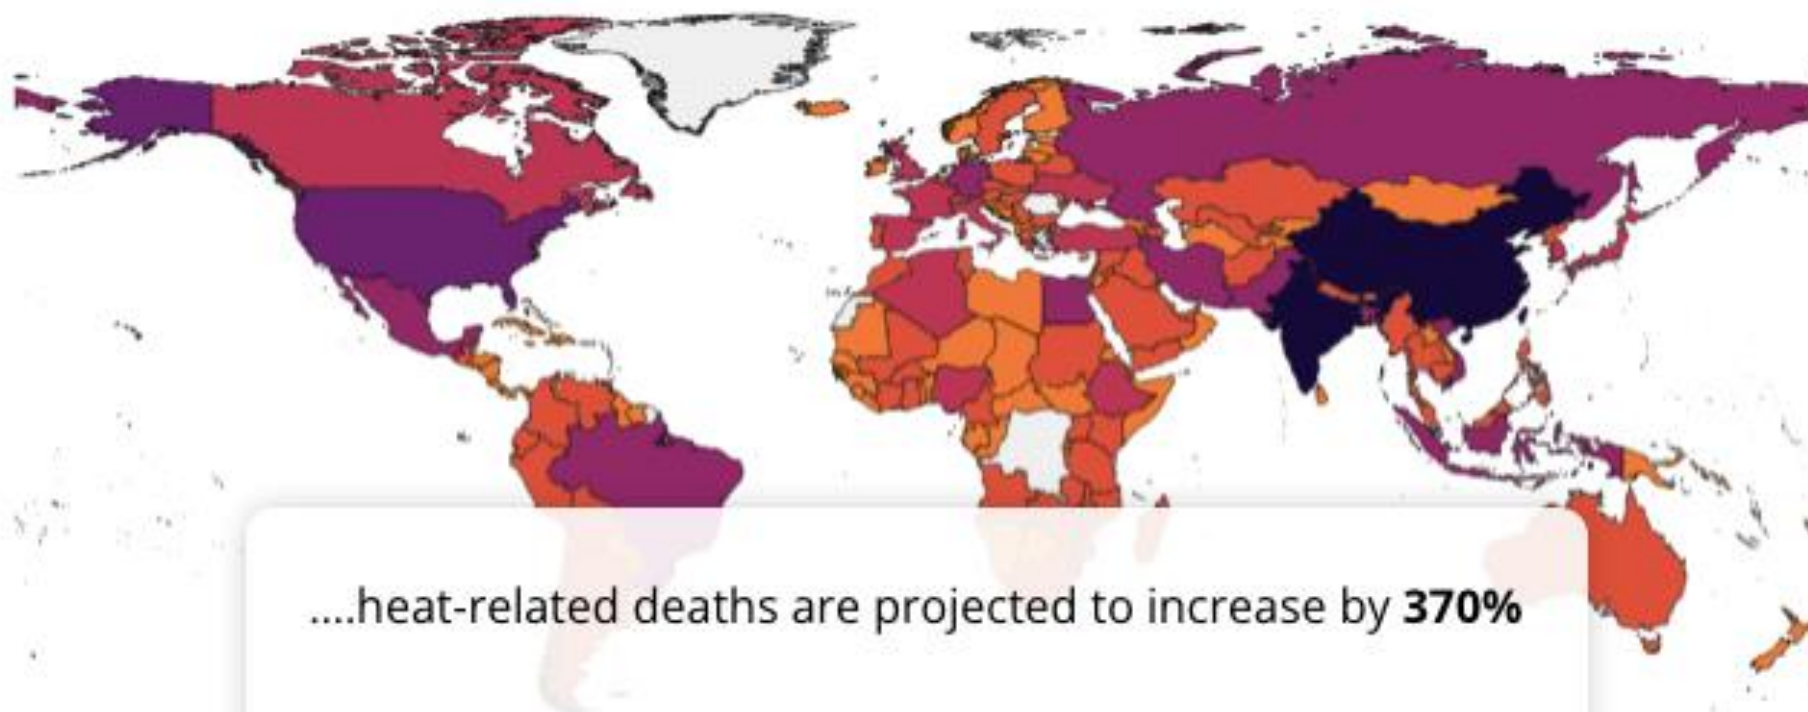 ....heat-related deaths are projected to increase by 370%